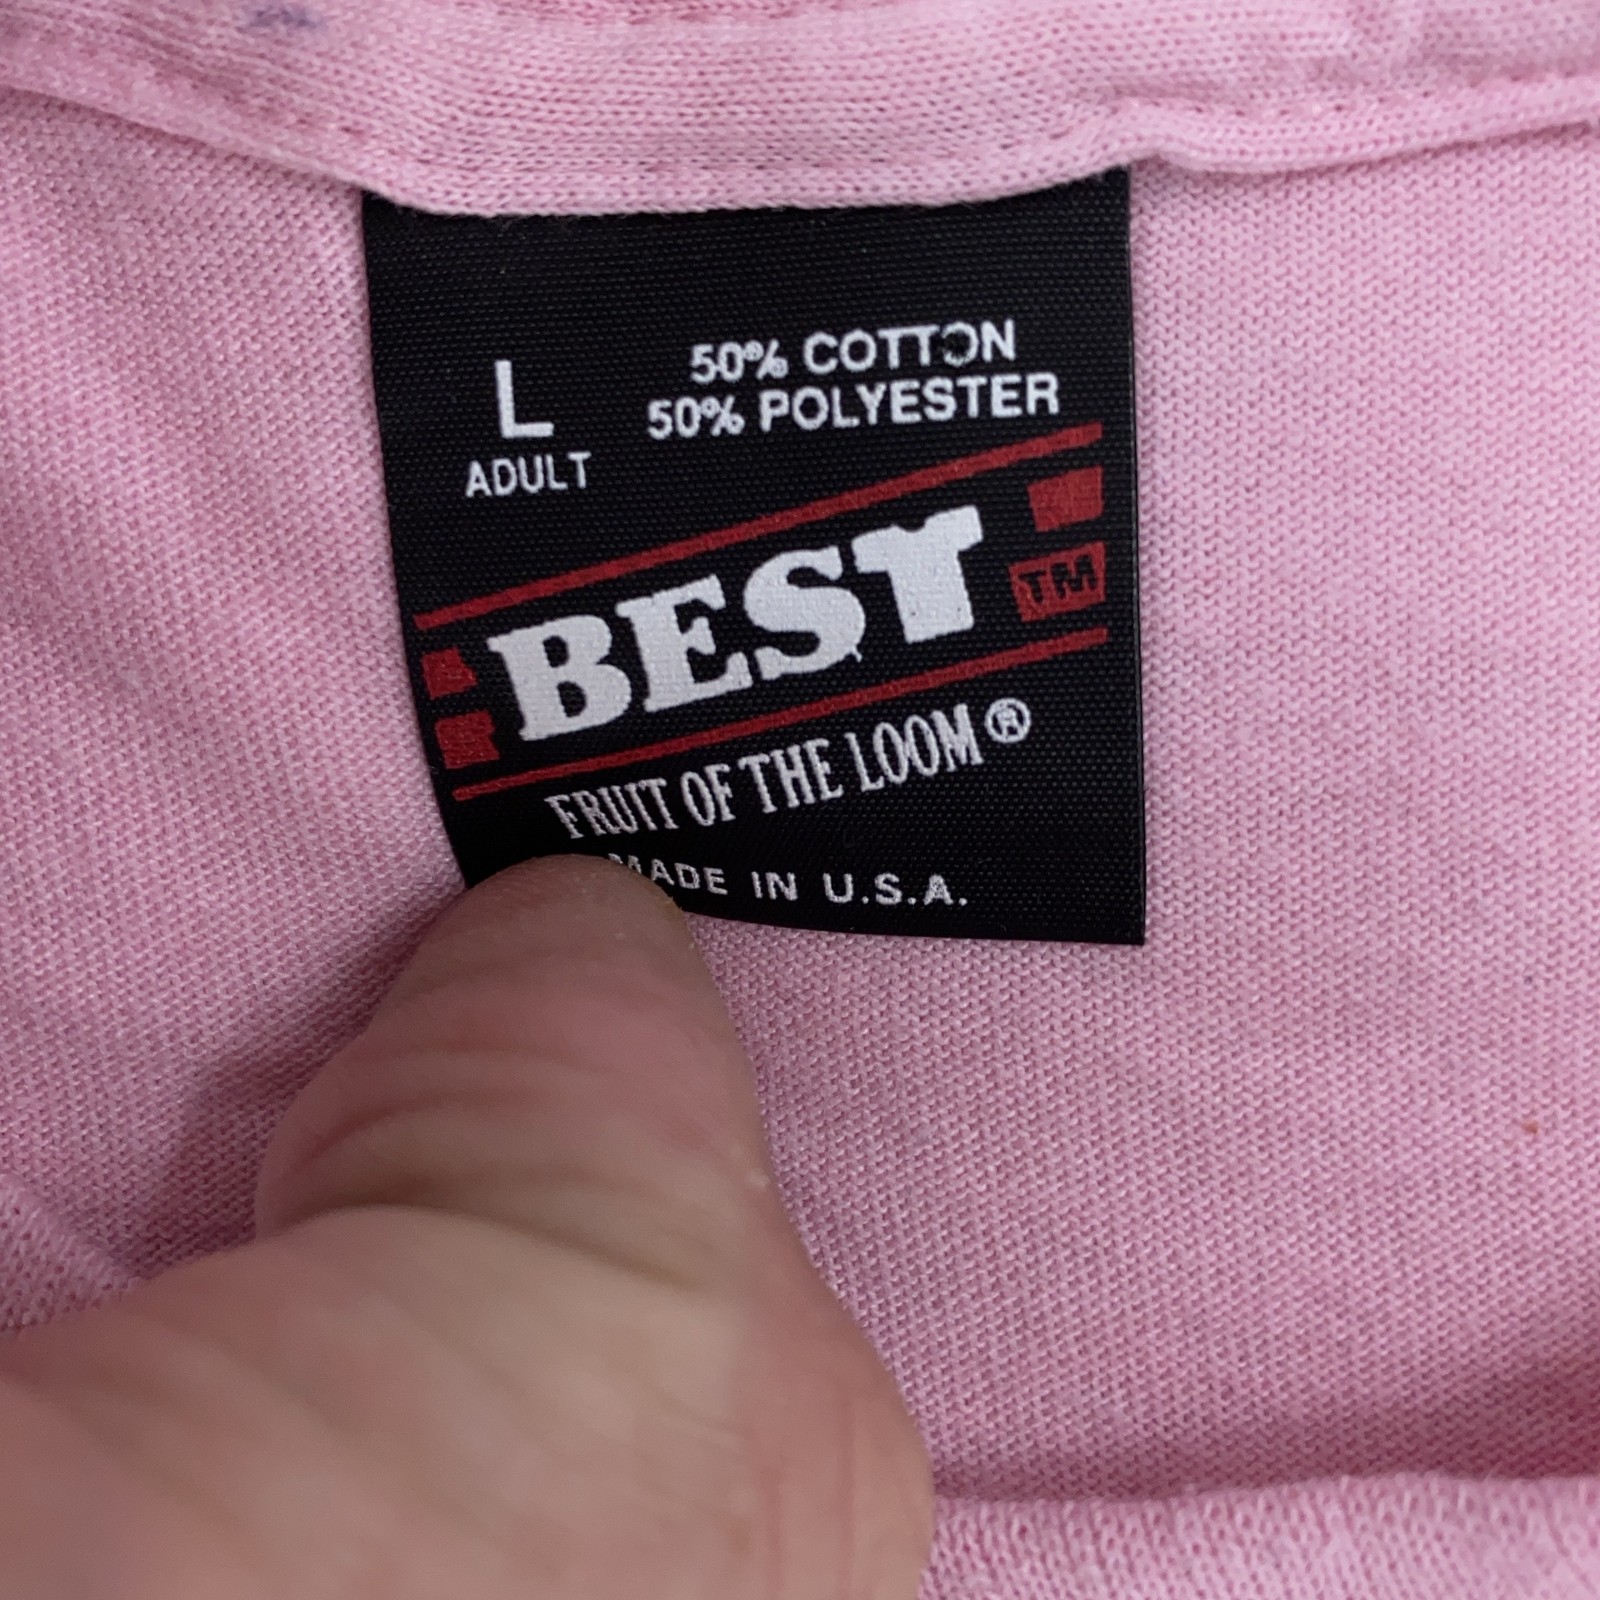 50% COTTON
50% POLYESTER
L
ADULT
BEST
TM
FRUIT OF THE LOOM®
MADE IN U.S.A.